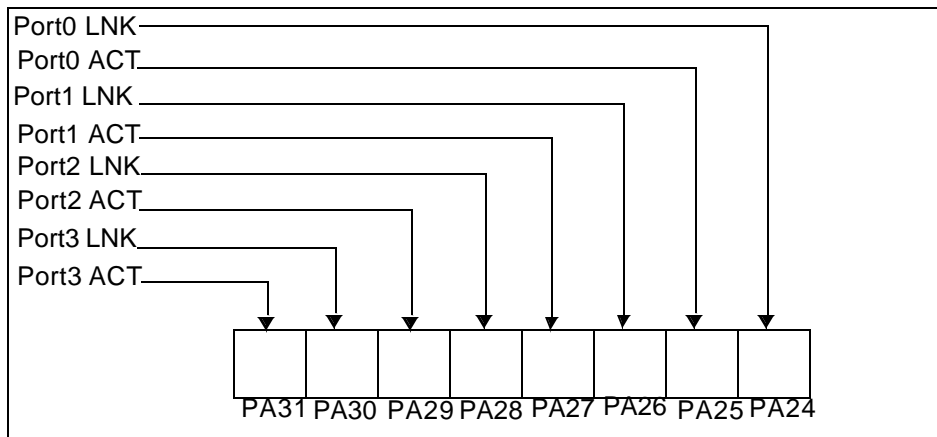 Port0 LNK
Port0 ACT
Port1 LNK
Port1 ACT
Port2 LNK
Port2 ACT
Port3 LNK
Port3 ACT
PA31 PA30 PA29 PA28 PA27 PA26 PA25 PA24